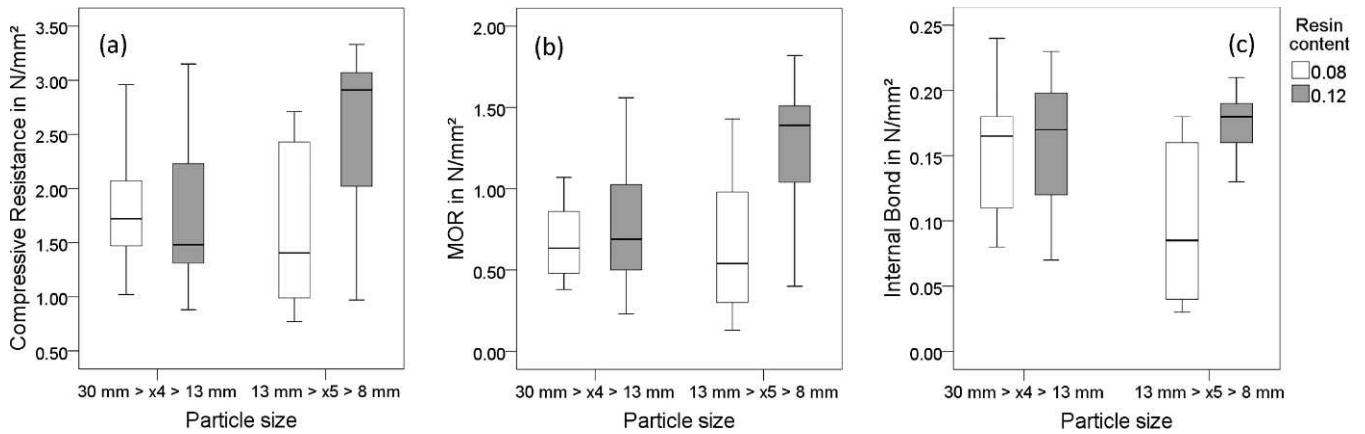 (a)
Compressive Resistance in N/mm²
3.50
3.00
2.50
2.00
1.50
1.00
0.50
30 mm > x4 > 13 mm
13 mm > x5 > 8 mm
Particle size
(b)
MOR in N/mm²
2.00
1.50
1.00
0.50
0.00
30 mm > x4 > 13 mm
13 mm > x5 > 8 mm
Particle size
(c)
Internal Bond in N/mm²
0.25
0.20
0.15
0.10
0.05
0.00
30 mm > x4 > 13 mm
13 mm > x5 > 8 mm
Particle size
Resin
content
0.08
0.12